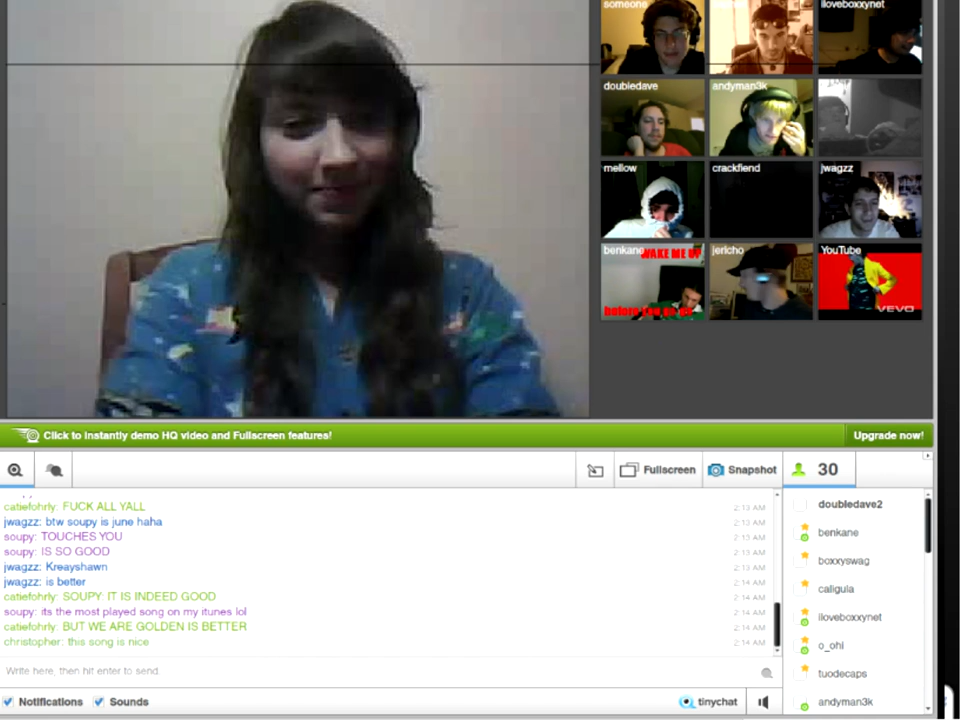 someone
iloveboxxynet
doubledave
andyman3k
mellow
crackfiend
jwagzz
benkane
WAKE ME UP
before you go go
jericho
YouTube
vevo
Click to instantly demo HQ video and Fullscreen features!
Upgrade now!
Fullscreen
Snapshot
30
catiefohrly: FUCK ALL YALL 2:13 AM
jwagzz: btw soupy is june haha 2:13 AM
soupy: TOUCHES YOU 2:13 AM
soupy: IS SO GOOD 2:13 AM
jwagzz: Kreayshawn 2:13 AM
jwagzz: is better 2:14 AM
catiefohrly: SOUPY: IT IS INDEED GOOD 2:14 AM
soupy: its the most played song on my itunes lol 2:14 AM
catiefohrly: BUT WE ARE GOLDEN IS BETTER 2:14 AM
christopher: this song is nice 2:14 AM
Write here, then hit enter to send
Notifications
Sounds
tinychat
doubledave2
benkane
boxxyswag
caligula
iloveboxxynet
o_ohi
tuodecaps
andyman3k